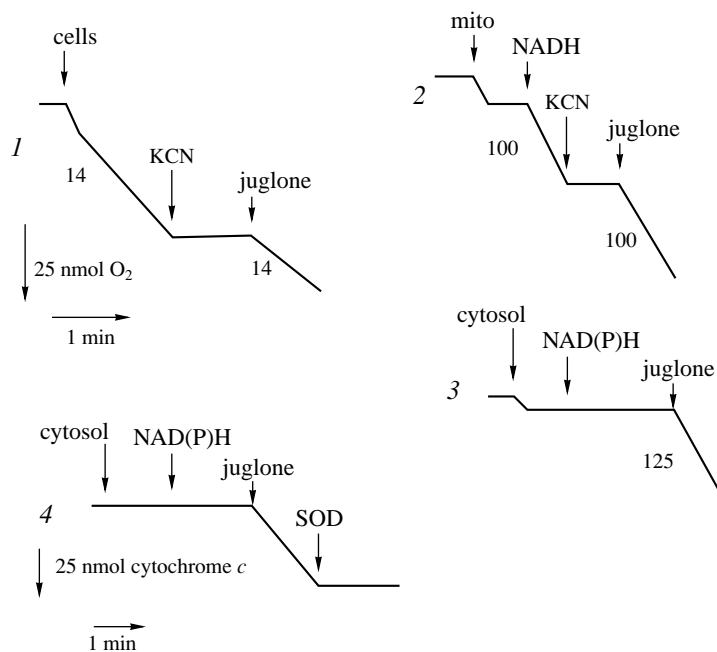 cells
1
14
KCN
juglone
14
25 nmol O₂
1 min
mito
NADH
2
KCN
juglone
100
100
cytosol
NAD(P)H
3
juglone
125
cytosol
NAD(P)H
juglone
4
SOD
25 nmol cytochrome c
1 min